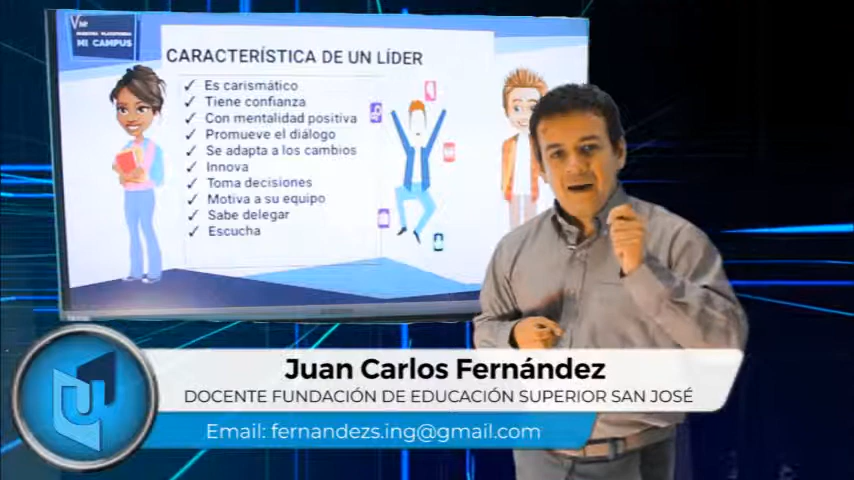 NUESTRA PLATAFORMA
MI CAMPUS
CARACTERÍSTICA DE UN LÍDER
✓ Es carismático
✓ Tiene confianza
✓ Con mentalidad positiva
✓ Promueve el diálogo
✓ Se adapta a los cambios
✓ Innova
✓ Toma decisiones
✓ Motiva a su equipo
✓ Sabe delegar
✓ Escucha
Juan Carlos Fernández
DOCENTE FUNDACIÓN DE EDUCACIÓN SUPERIOR SAN JOSÉ
Email: fernandezs.ing@gmail.com